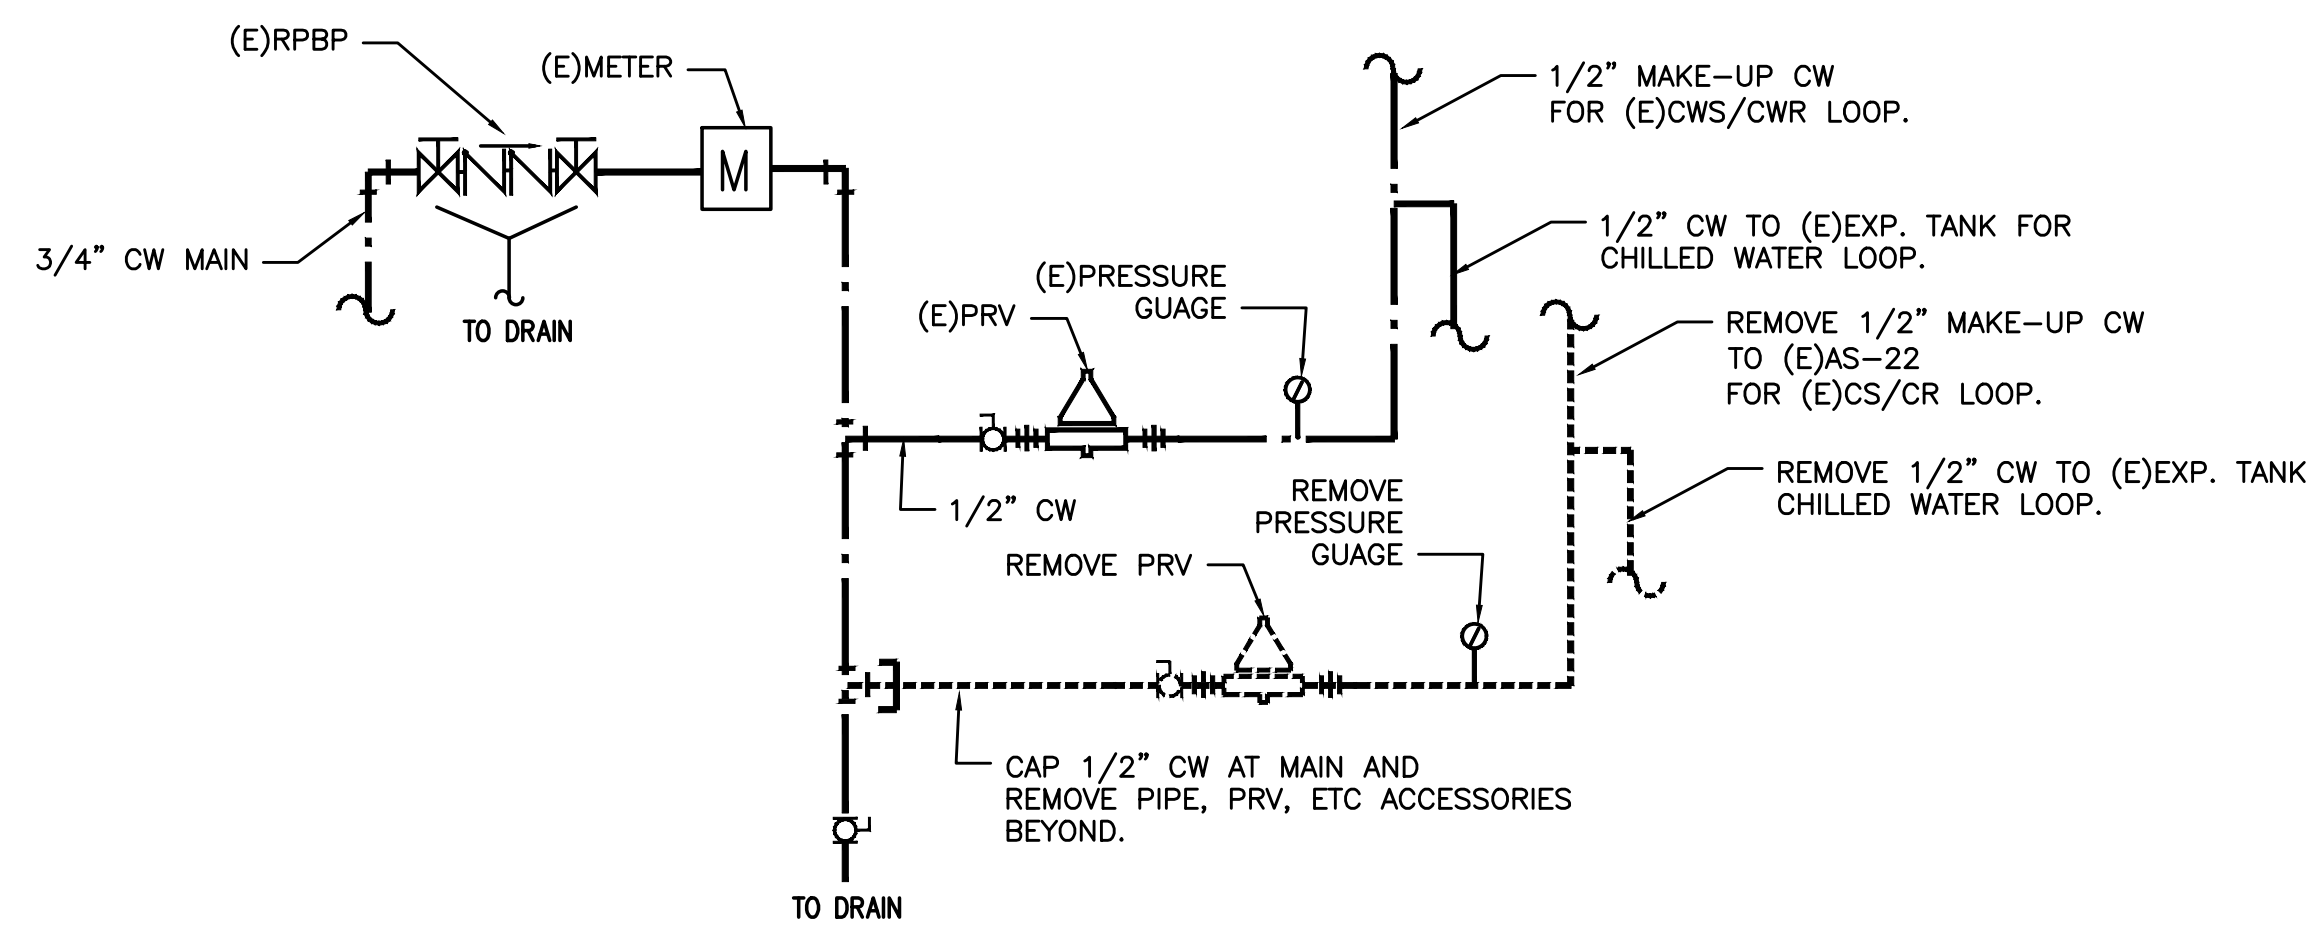 (E)RPBP
(E)METER
M
3/4" CW MAIN
TO DRAIN
1/2" MAKE-UP CW
FOR (E)CWS/CWR LOOP.
1/2" CW TO (E)EXP. TANK FOR
CHILLED WATER LOOP.
(E)PRESSURE
GUAGE
(E)PRV
1/2" CW
REMOVE 1/2" MAKE-UP CW
TO (E)AS-22
FOR (E)CS/CR LOOP.
REMOVE 1/2" CW TO (E)EXP. TANK
CHILLED WATER LOOP.
REMOVE
PRESSURE
GUAGE
REMOVE PRV
CAP 1/2" CW AT MAIN AND
REMOVE PIPE, PRV, ETC ACCESSORIES
BEYOND.
TO DRAIN